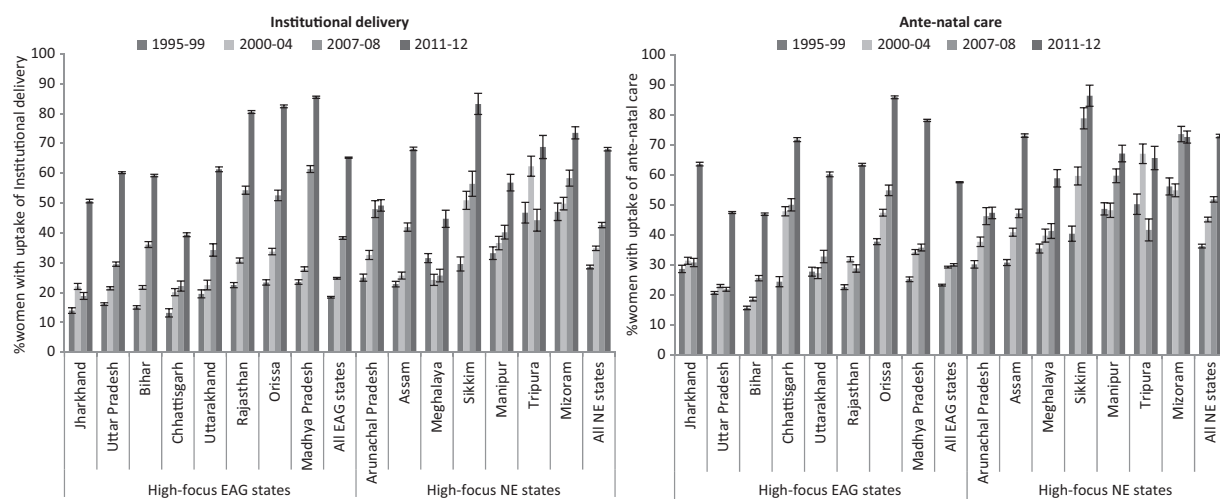 Institutional delivery
1995-99 2000-04 2007-08 2011-12
%women with uptake of Institutional delivery
100
90
80
70
60
50
40
30
20
10
0
Jharkhand
Uttar Pradesh
Bihar
Chhattisgarh
Uttarakhand
Rajasthan
Orissa
Madhya Pradesh
All EAG states
Arunachal Pradesh
Assam
Meghalaya
Sikkim
Manipur
Tripura
Mizoram
All NE states
High-focus EAG states
High-focus NE states
Ante-natal care
1995-99 2000-04 2007-08 2011-12
%women with uptake of ante-natal care
100
90
80
70
60
50
40
30
20
10
0
Jharkhand
Uttar Pradesh
Bihar
Chhattisgarh
Uttarakhand
Rajasthan
Orissa
Madhya Pradesh
All EAG states
Arunachal Pradesh
Assam
Meghalaya
Sikkim
Manipur
Tripura
Mizoram
All NE states
High-focus EAG states
High-focus NE states